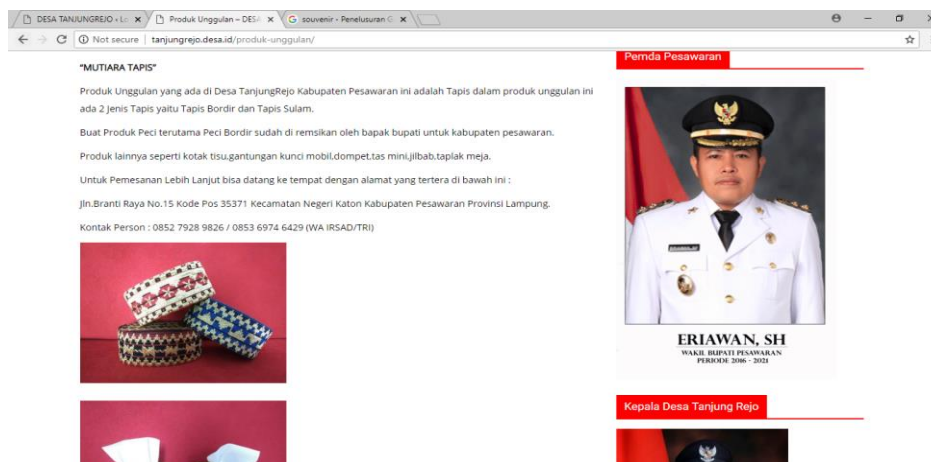 DESA TANJUNGREJO – Lo
Produk Unggulan – DESA
souvenir - Penelusuran G
Not secure
tanjungrejo.desa.id/produk-unggulan/
"MUTIARA TAPIS"
Produk Unggulan yang ada di Desa TanjungRejo Kabupaten Pesawaran ini adalah Tapis dalam produk unggulan ini
ada 2 Jenis Tapis yaitu Tapis Bordir dan Tapis Sulam.
Buat Produk Peci terutama Peci Bordir sudah di remsikan oleh bapak bupati untuk kabupaten pesawaran.
Produk lainnya seperti kotak tisu,gantungan kunci mobil,dompet,tas mini,jilbab,taplak meja.
Untuk Pemesanan Lebih Lanjut bisa datang ke tempat dengan alamat yang tertera di bawah ini :
Jln.Branti Raya No.15 Kode Pos 35371 Kecamatan Negeri Katon Kabupaten Pesawaran Provinsi Lampung.
Kontak Person : 0852 7928 9826 / 0853 6974 6429 (WA IRSAD/TRI)
Pemda Pesawaran
ERIAWAN, SH
WAKIL BUPATI PESAWARAN
PERIODE 2016 - 2021
Kepala Desa Tanjung Rejo